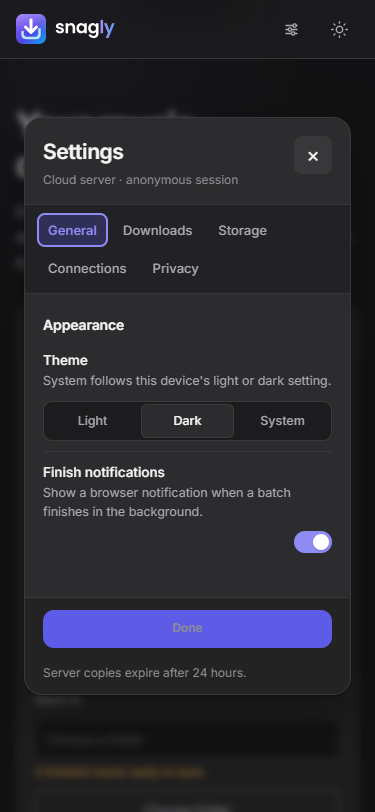 snagly
Settings
Cloud server · anonymous session
General
Downloads
Storage
Connections
Privacy
Appearance
Theme
System follows this device's light or dark setting.
Light
Dark
System
Finish notifications
Show a browser notification when a batch
finishes in the background.
Done
Server copies expire after 24 hours.